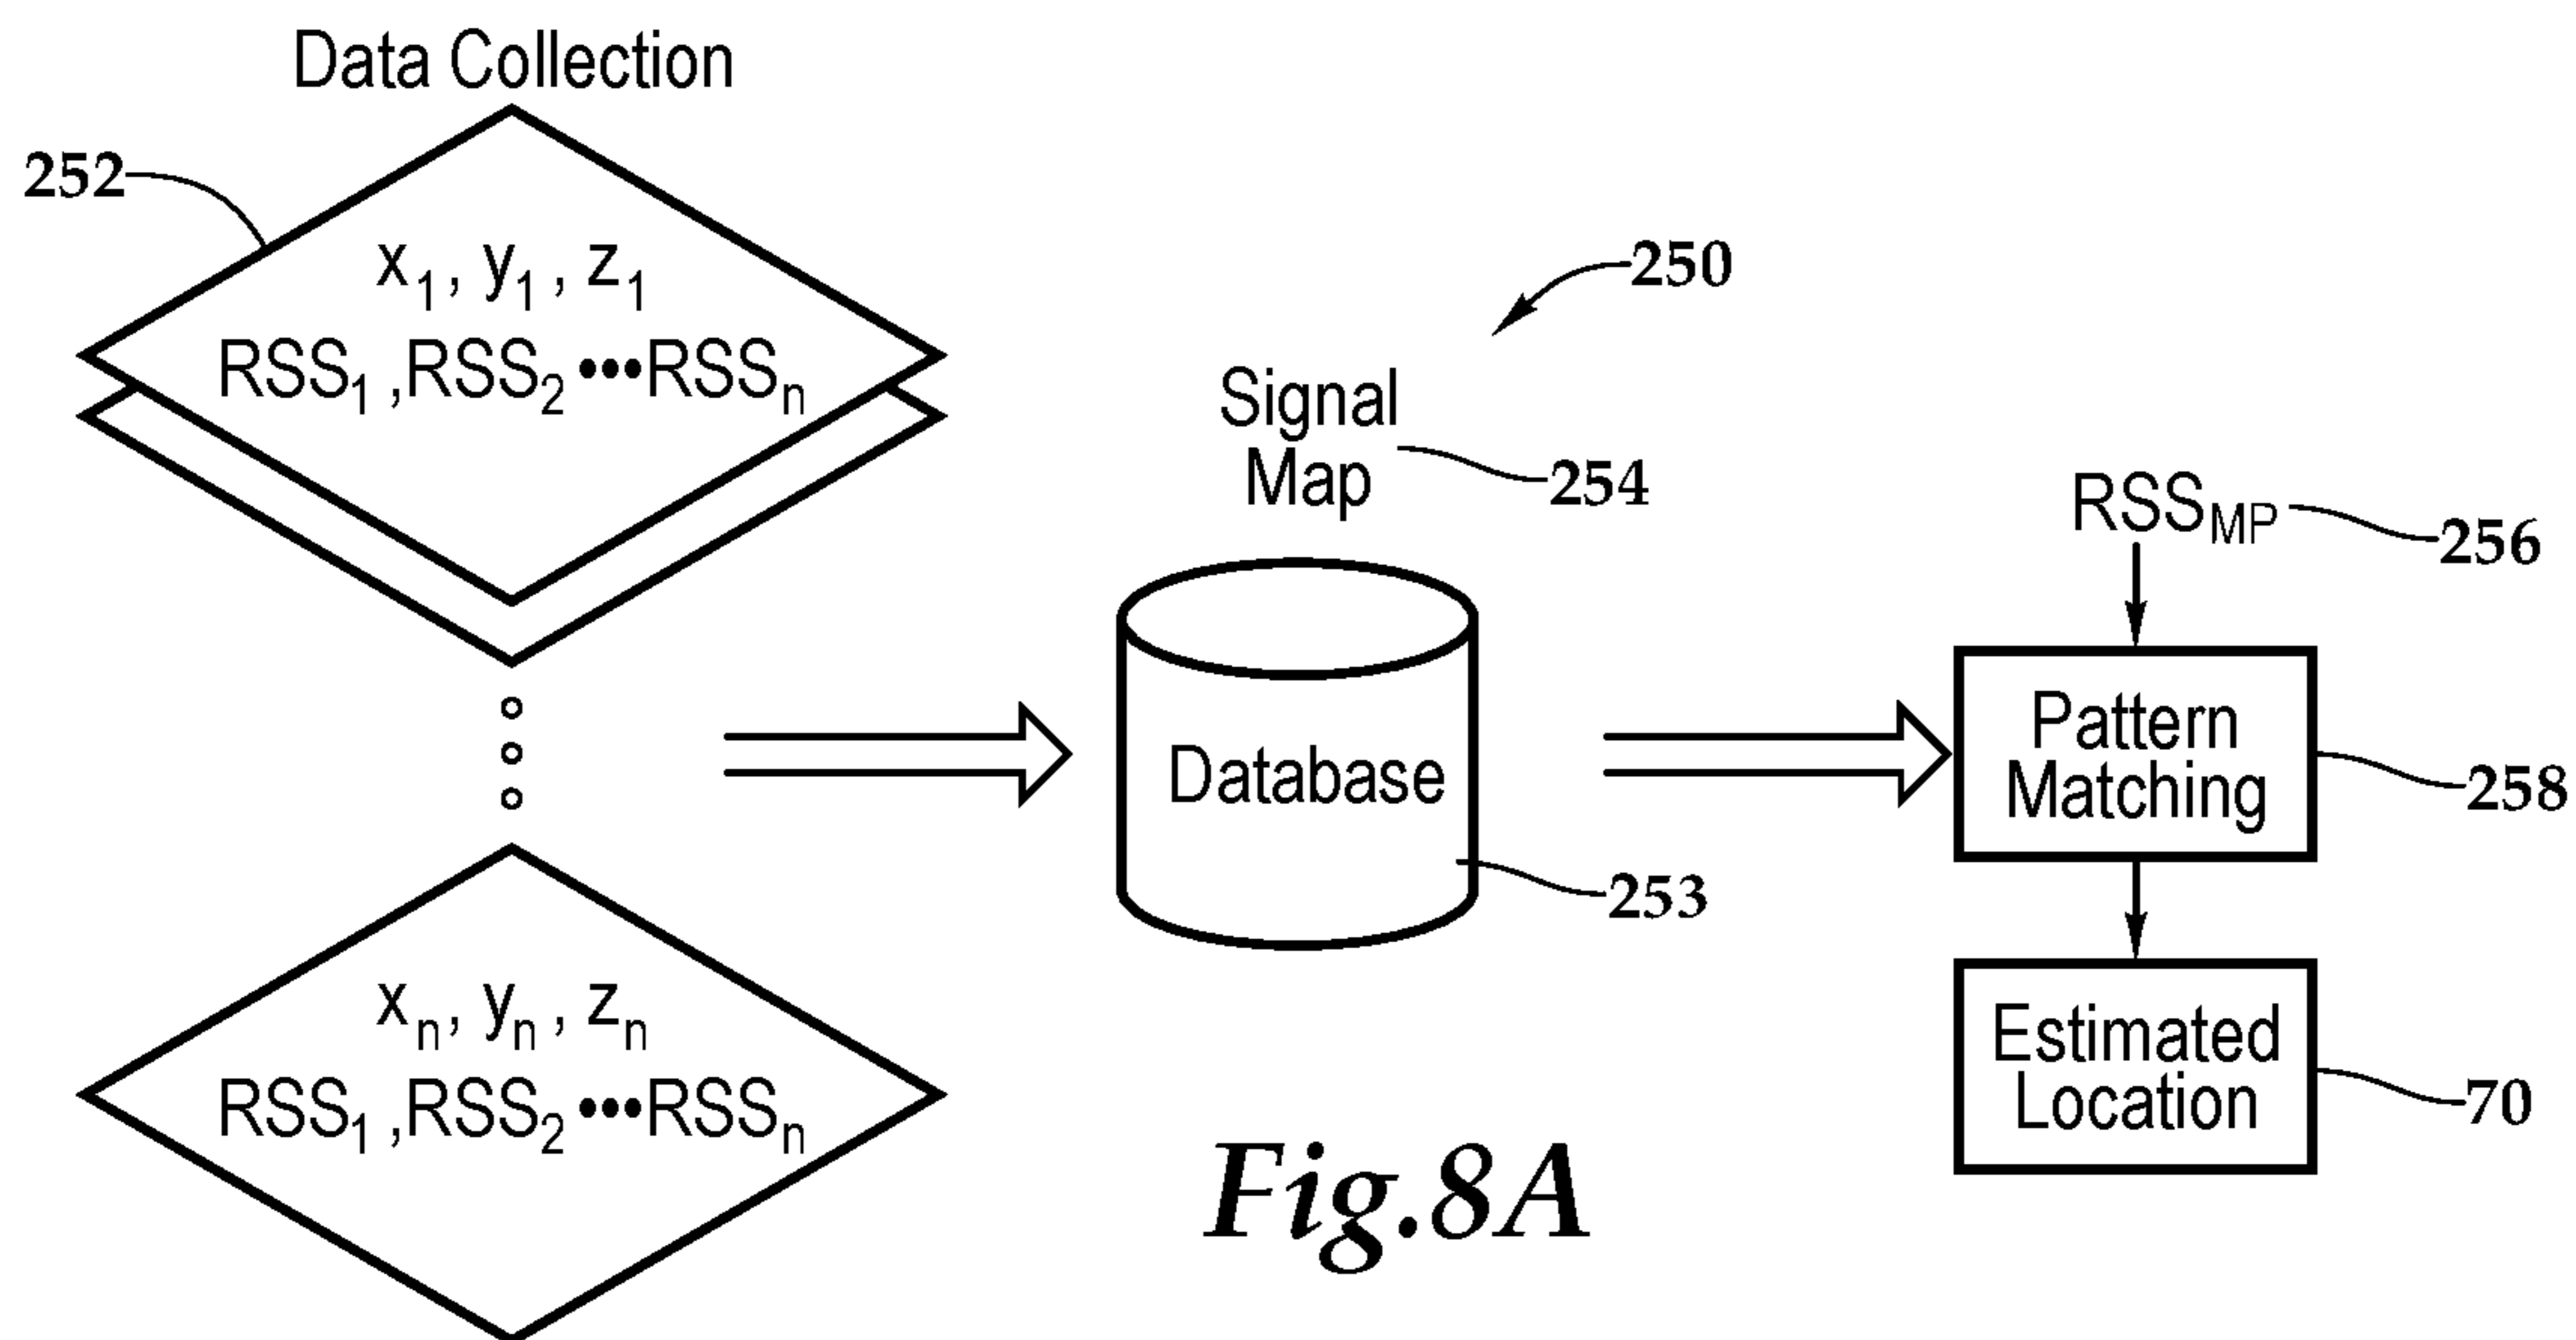 Data Collection
252
x₁, y₁, z₁
RSS₁ ,RSS₂ •••RSSₙ
250
Signal
Map
254
RSS_MP
256
Database
253
Pattern
Matching
258
xₙ, yₙ, zₙ
RSS₁ ,RSS₂ •••RSSₙ
Estimated
Location
70
Fig.8A